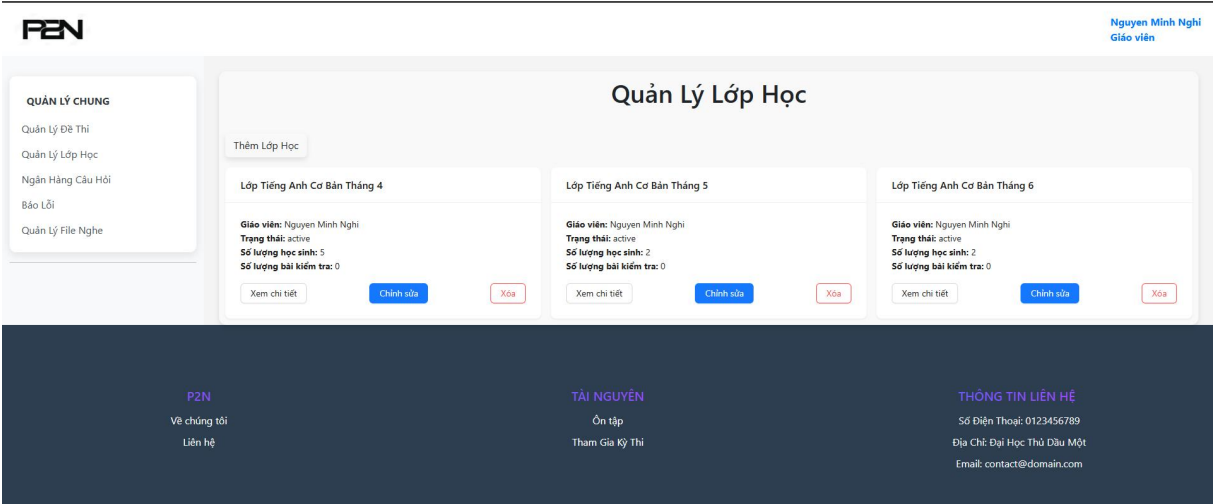 P2N
Nguyen Minh Nghi
Giáo viên
QUẢN LÝ CHUNG
Quản Lý Đề Thi
Quản Lý Lớp Học
Ngân Hàng Câu Hỏi
Báo Lỗi
Quản Lý File Nghe
Quản Lý Lớp Học
Thêm Lớp Học
Lớp Tiếng Anh Cơ Bản Tháng 4
Giáo viên: Nguyen Minh Nghi
Trạng thái: active
Số lượng học sinh: 5
Số lượng bài kiểm tra: 0
Xem chi tiết
Chỉnh sửa
Xóa
Lớp Tiếng Anh Cơ Bản Tháng 5
Giáo viên: Nguyen Minh Nghi
Trạng thái: active
Số lượng học sinh: 2
Số lượng bài kiểm tra: 0
Xem chi tiết
Chỉnh sửa
Xóa
Lớp Tiếng Anh Cơ Bản Tháng 6
Giáo viên: Nguyen Minh Nghi
Trạng thái: active
Số lượng học sinh: 2
Số lượng bài kiểm tra: 0
Xem chi tiết
Chỉnh sửa
Xóa
P2N
Về chúng tôi
Liên hệ
TÀI NGUYÊN
Ôn tập
Tham Gia Kỳ Thi
THÔNG TIN LIÊN HỆ
Số Điện Thoại: 0123456789
Địa Chỉ: Đại Học Thủ Dầu Một
Email: contact@domain.com